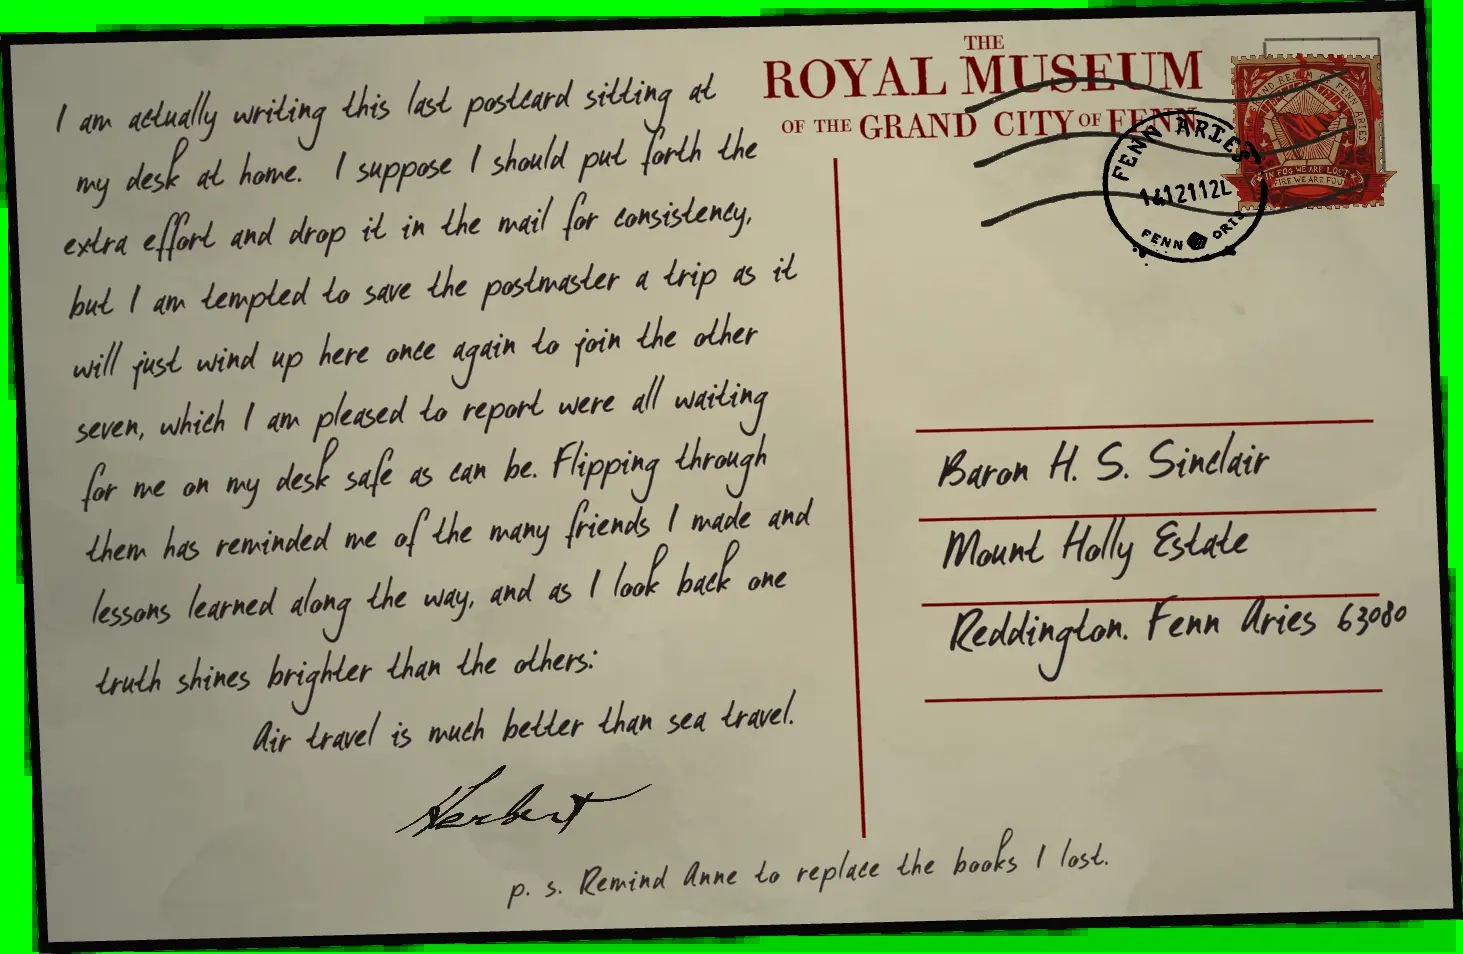 I am actually writing this last postcard sitting at
my desk at home. I suppose I should put forth the
extra effort and drop it in the mail for consistency,
but I am tempted to save the postmaster a trip as it
will just wind up here once again to join the other
seven, which I am pleased to report were all waiting
for me on my desk safe as can be. Flipping through
them has reminded me of the many friends I made and
lessons learned along the way, and as I look back one
truth shines brighter than the others:
Air travel is much better than sea travel.
Herbert
p. s. Remind Anne to replace the books I lost.
THE
ROYAL MUSEUM
OF THE GRAND CITY OF FENN
FENN ARIES
FENN ORIS
IN FOG WE ARE LOST
FIRE WE ARE FOU
Baron H. S. Sinclair
Mount Holly Estate
Reddington. Fenn Aries 63080